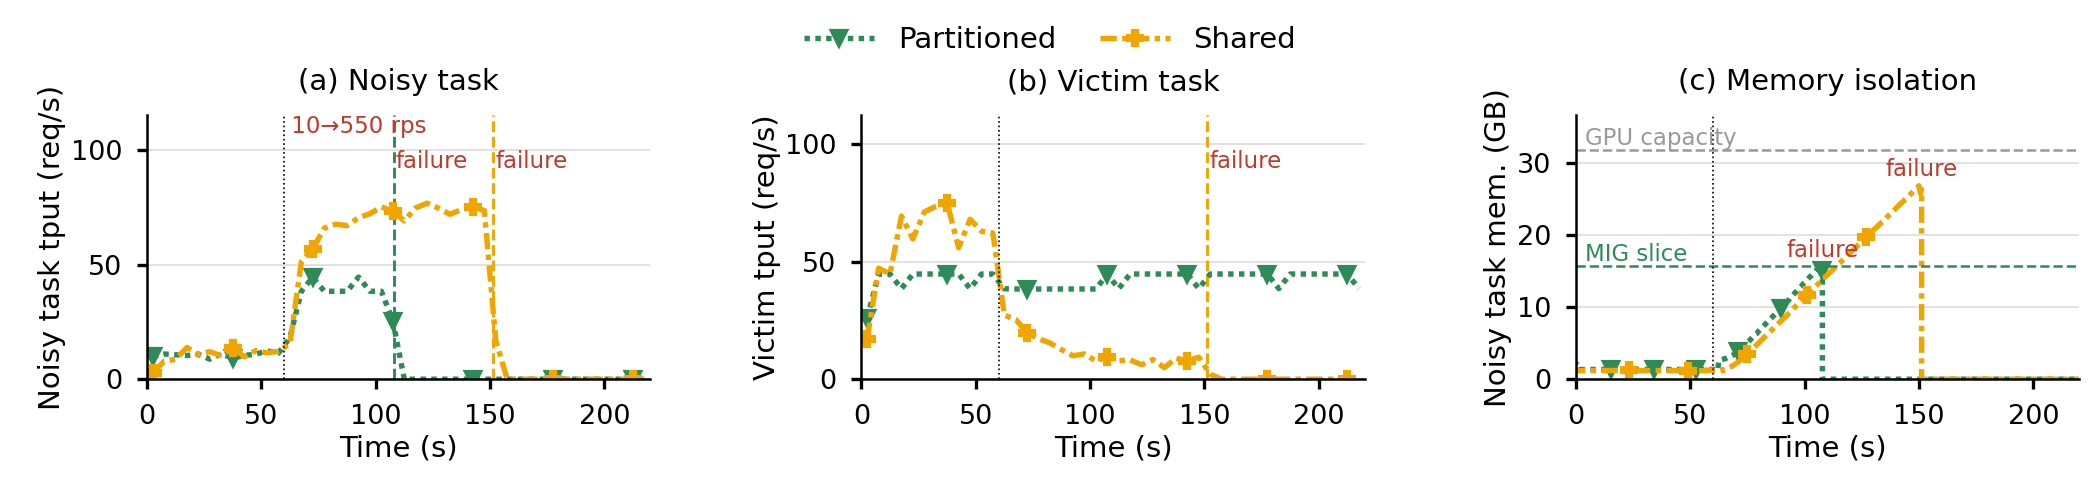 Partitioned
Shared
(a) Noisy task
Noisy task tput (req/s)
100
50
0
10→550 rps
failure
failure
0
50
100
150
200
Time (s)
(b) Victim task
Victim tput (req/s)
100
50
0
failure
0
50
100
150
200
Time (s)
(c) Memory isolation
Noisy task mem. (GB)
30
20
10
0
GPU capacity
failure
MIG slice
failure
0
50
100
150
200
Time (s)